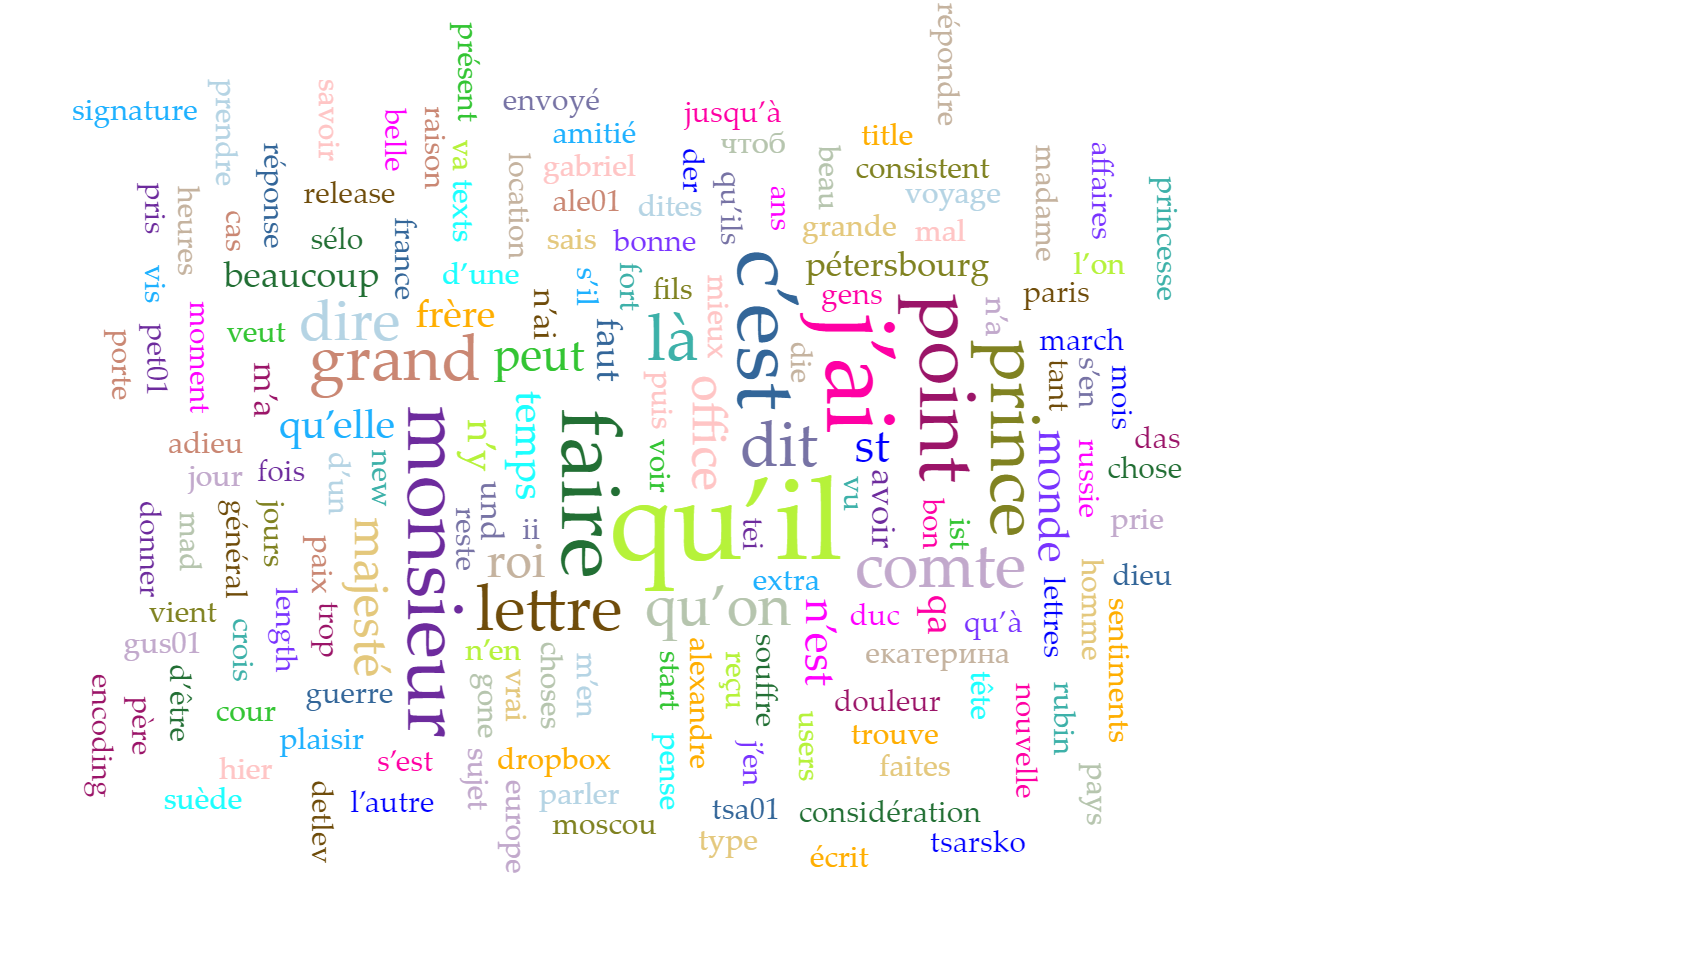 répondre
présent
signature
prendre
savoir
belle
raison
envoyé
amitié
jusqu’à
чтоб
title
réponse
va
location
gabriel
der
qu’ils
beau
consistent
madame
affaires
pris
heures
cas
release
texts
ale01
dites
ans
voyage
princesse
sélo
france
sais
bonne
grande
mal
vis
beaucoup
d’une
s’il
fort
fils
mieux
c’est
pétersbourg
l’on
gens
j’ai
point
n’a
paris
porte
pet01
moment
veut
dire
frère
n’ai
faut
là
die
prince
march
m’a
grand
peut
puis
office
tant
s’en
mois
adieu
qu’elle
monsieur
n’y
temps
faire
voir
dit
st
monde
russie
das
jour
fois
d’un
new
und
vu
avoir
chose
donner
mad
général
jours
paix
majesté
reste
ii
qu’il
tei
bon
ist
prie
roi
extra
comte
lettres
homme
dieu
vient
length
trop
lettre
qu’on
n’est
duc
qa
qu’à
sentiments
gus01
crois
n’en
choses
m’en
start
alexandre
reçu
souffre
екатерина
encoding
père
d’être
guerre
gone
vrai
douleur
tête
nouvelle
rubin
cour
plaisir
s’est
sujet
dropbox
pense
j’en
users
trouve
hier
faites
pays
suède
detlev
l’autre
europe
parler
moscou
tsa01
considération
type
écrit
tsarsko